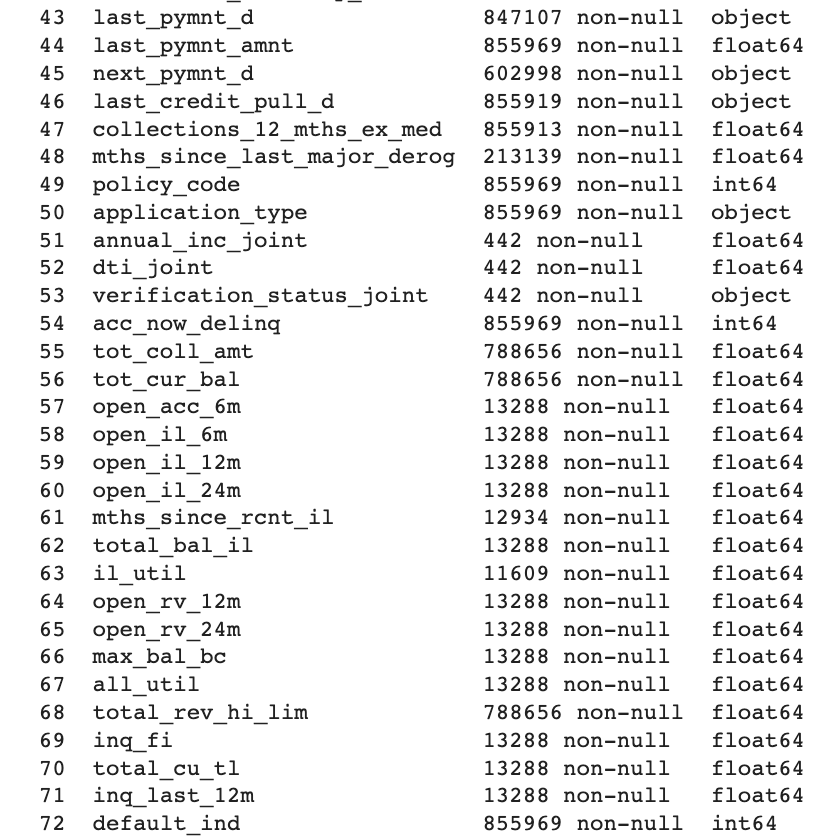 43 last_pymnt_d 847107 non-null object
44 last_pymnt_amnt 855969 non-null float64
45 next_pymnt_d 602998 non-null object
46 last_credit_pull_d 855919 non-null object
47 collections_12_mths_ex_med 855913 non-null float64
48 mths_since_last_major_derog 213139 non-null float64
49 policy_code 855969 non-null int64
50 application_type 855969 non-null object
51 annual_inc_joint 442 non-null float64
52 dti_joint 442 non-null float64
53 verification_status_joint 442 non-null object
54 acc_now_delinq 855969 non-null int64
55 tot_coll_amt 788656 non-null float64
56 tot_cur_bal 788656 non-null float64
57 open_acc_6m 13288 non-null float64
58 open_il_6m 13288 non-null float64
59 open_il_12m 13288 non-null float64
60 open_il_24m 13288 non-null float64
61 mths_since_rcnt_il 12934 non-null float64
62 total_bal_il 13288 non-null float64
63 il_util 11609 non-null float64
64 open_rv_12m 13288 non-null float64
65 open_rv_24m 13288 non-null float64
66 max_bal_bc 13288 non-null float64
67 all_util 13288 non-null float64
68 total_rev_hi_lim 788656 non-null float64
69 inq_fi 13288 non-null float64
70 total_cu_tl 13288 non-null float64
71 inq_last_12m 13288 non-null float64
72 default_ind 855969 non-null int64